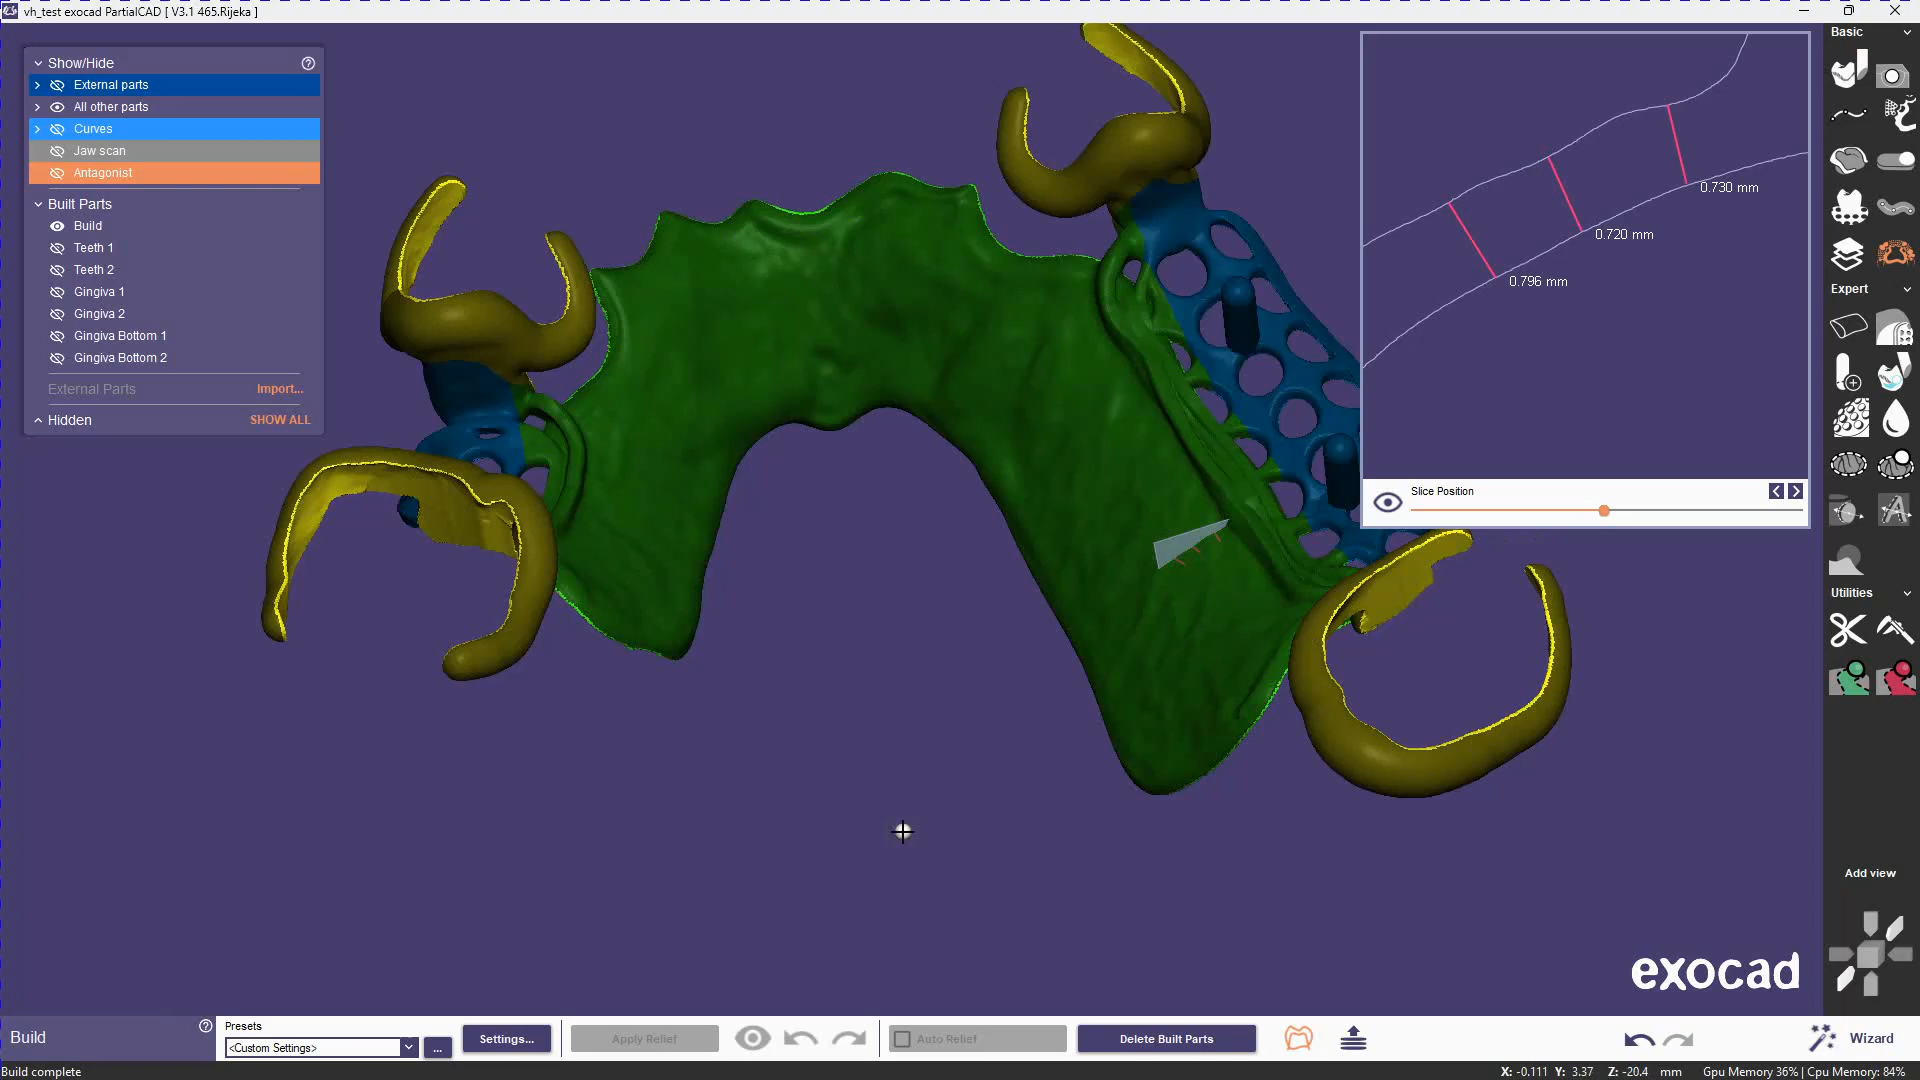 vh_test exocad PartialCAD [ V3.1 465.Rijeka ]
Show/Hide
External parts
All other parts
Curves
Jaw scan
Antagonist
Built Parts
Build
Teeth 1
Teeth 2
Gingiva 1
Gingiva 2
Gingiva Bottom 1
Gingiva Bottom 2
External Parts Import...
Hidden SHOW ALL
0.730 mm
0.720 mm
0.796 mm
Slice Position
Basic
Expert
Utilities
Add view
exocad
Build
Presets
<Custom Settings>
...
Settings...
Apply Relief
Auto Relief
Delete Built Parts
Wizard
Build complete
X: -0.111 Y: 3.37 Z: -20.4 mm Gpu Memory 36% | Cpu Memory: 84%